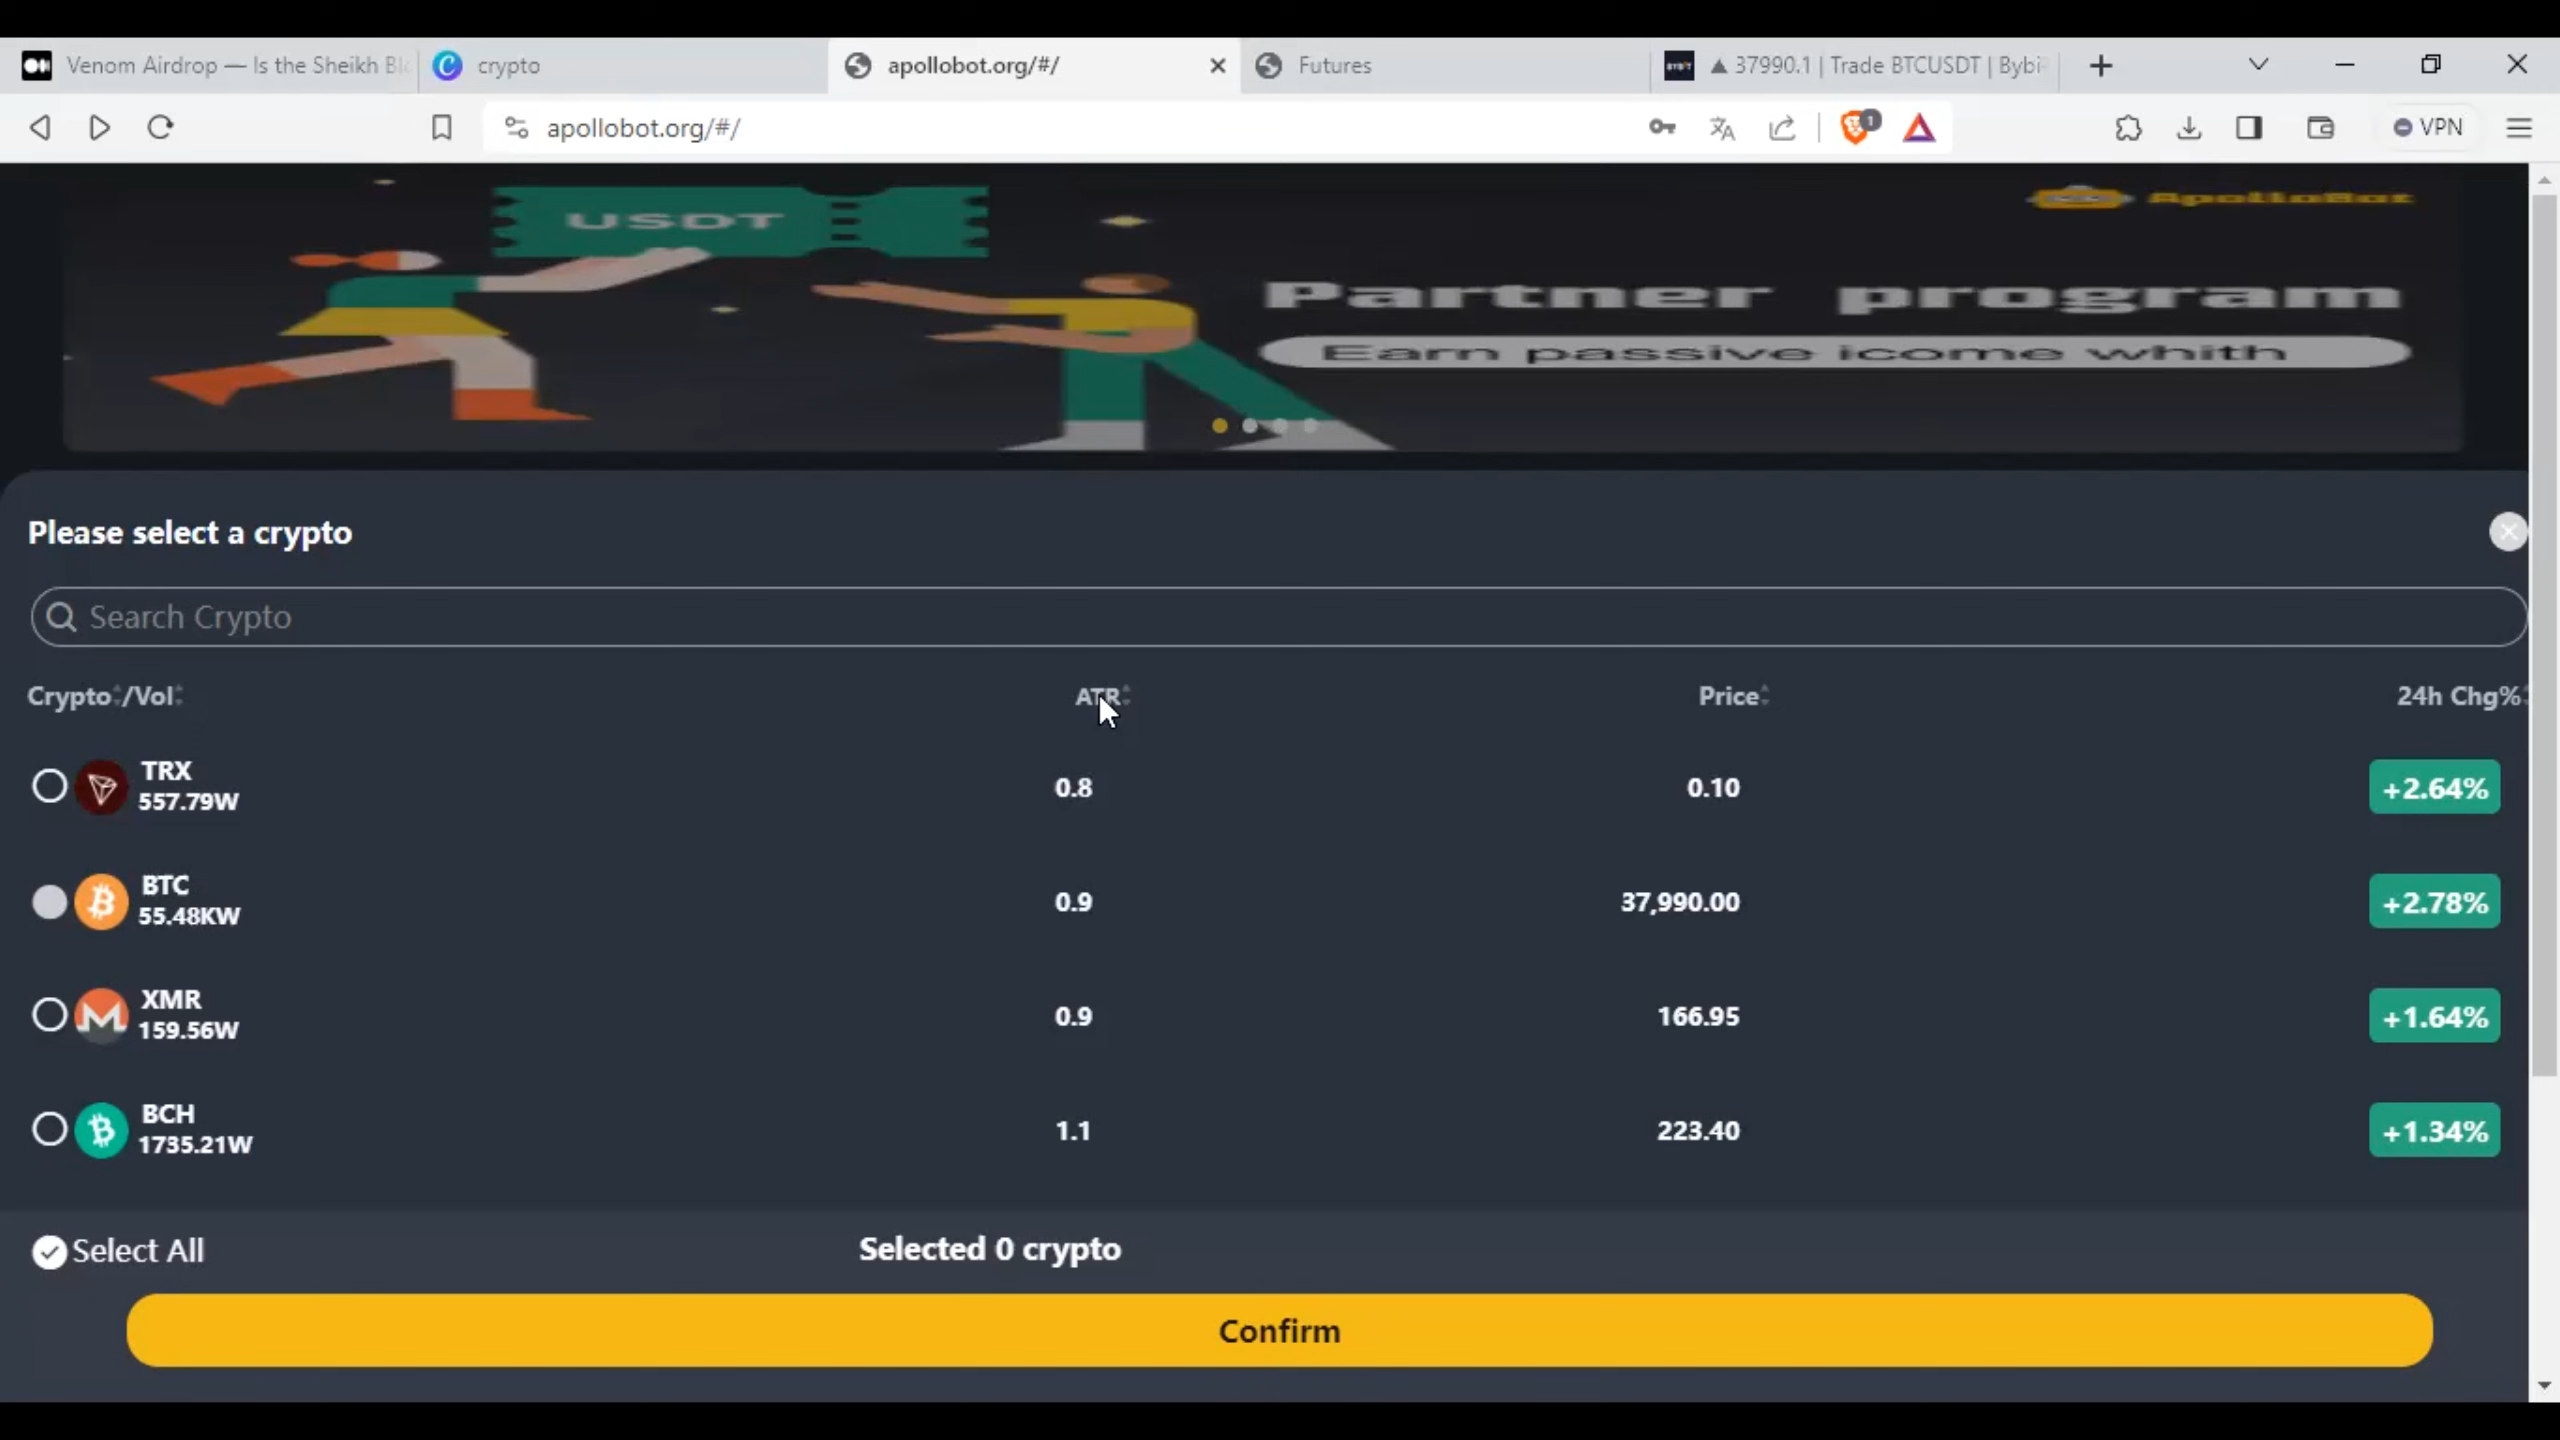 Venom Airdrop — Is the Sheikh Bl
crypto
apollobot.org/#/
Futures
▲ 37990.1 | Trade BTCUSDT | Bybi
apollobot.org/#/
1
VPN
USDT
ApolloBot
Partner program
Earn passive icome whith
Please select a crypto
Search Crypto
Crypto/Vol ATR Price 24h Chg%
TRX
557.79W
0.8 0.10 +2.64%
BTC
55.48KW
0.9 37,990.00 +2.78%
XMR
159.56W
0.9 166.95 +1.64%
BCH
1735.21W
1.1 223.40 +1.34%
Select All
Selected 0 crypto
Confirm